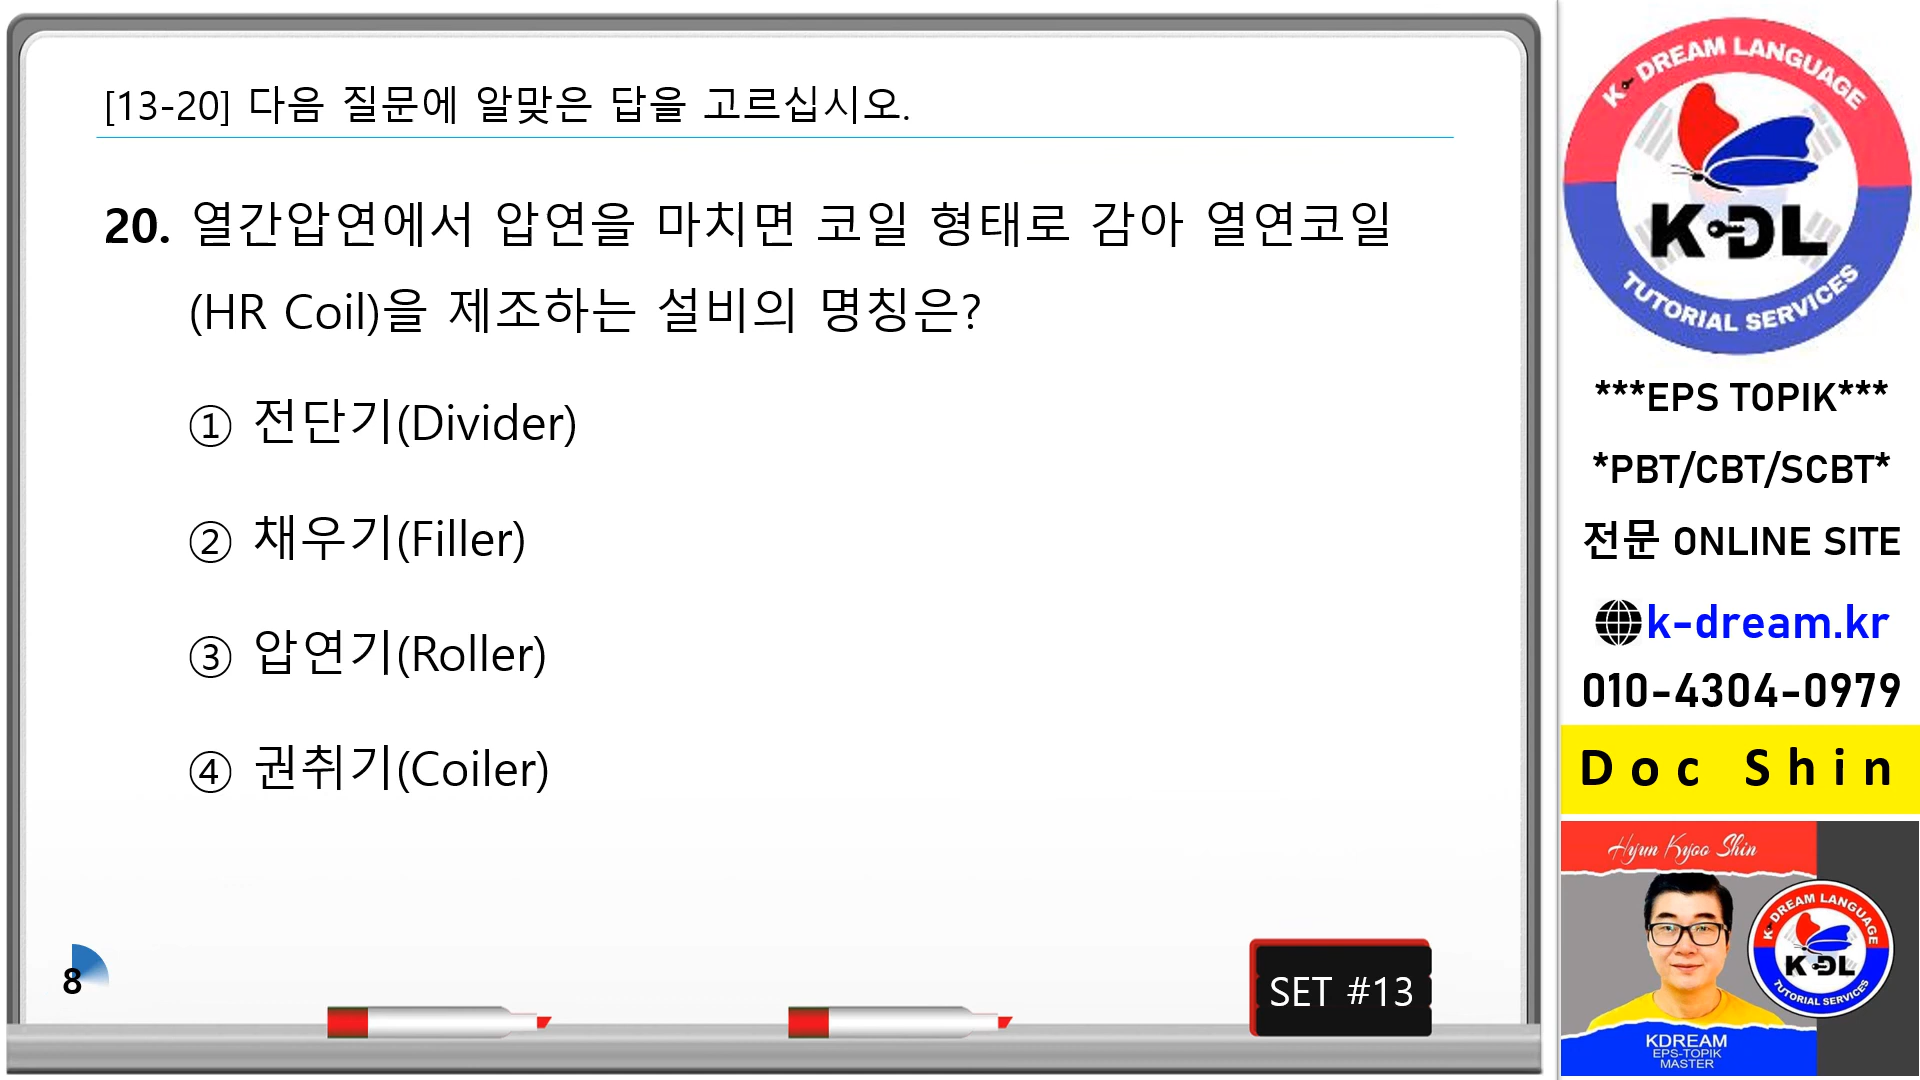 [13-20] 다음 질문에 알맞은 답을 고르십시오.
20. 열간압연에서 압연을 마치면 코일 형태로 감아 열연코일
(HR Coil)을 제조하는 설비의 명칭은?
① 전단기(Divider)
② 채우기(Filler)
③ 압연기(Roller)
④ 권취기(Coiler)
8
SET #13
K-DREAM LANGUAGE
K-DL
TUTORIAL SERVICES
***EPS TOPIK***
*PBT/CBT/SCBT*
전문 ONLINE SITE
k-dream.kr
010-4304-0979
Doc Shin
Hyun Kyoo Shin
K-DREAM LANGUAGE
K-DL
TUTORIAL SERVICES
KDREAM
EPS-TOPIK
MASTER